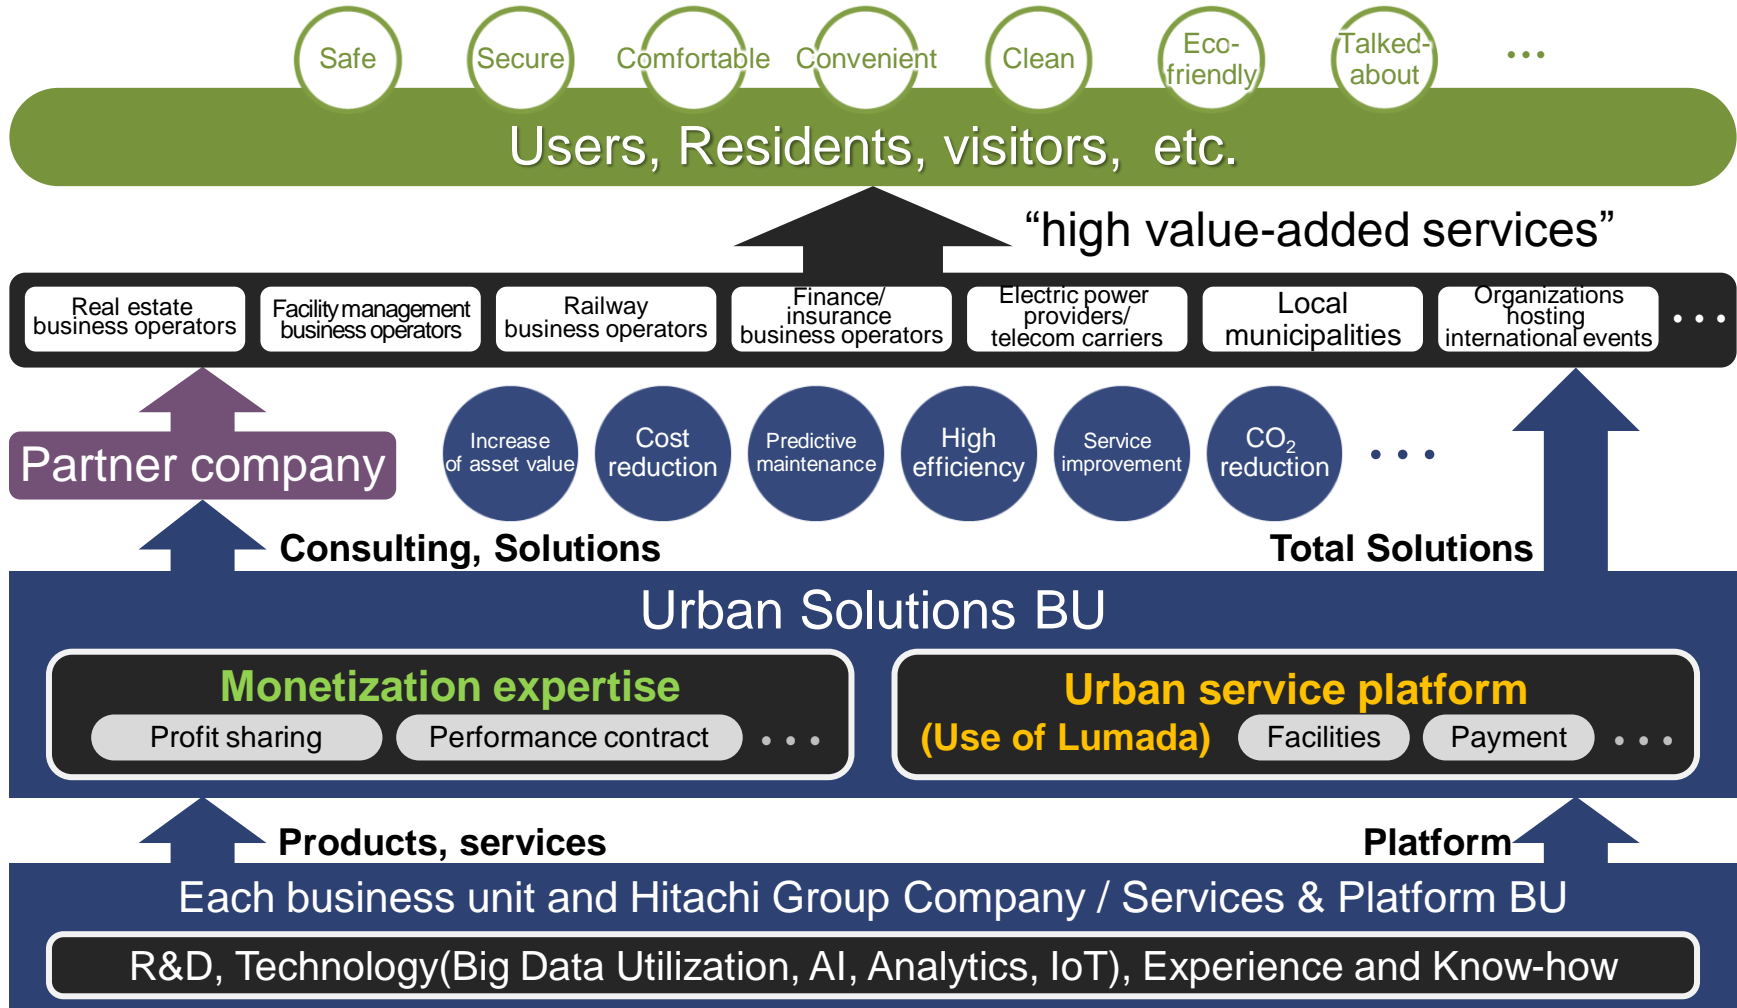 Safe
Secure
Comfortable
Convenient
Clean
Eco-
friendly
Talked-
about
...
Users, Residents, visitors, etc.
“high value-added services”
Real estate
business operators
Facility management
business operators
Railway
business operators
Finance/
insurance
business operators
Electric power
providers/
telecom carriers
Local
municipalities
Organizations
hosting
international events
...
Partner company
Increase
of asset value
Cost
reduction
Predictive
maintenance
High
efficiency
Service
improvement
CO₂
reduction
...
Consulting, Solutions
Total Solutions
Urban Solutions BU
Monetization expertise
Profit sharing
Performance contract
...
Urban service platform
(Use of Lumada)
Facilities
Payment
...
Products, services
Platform
Each business unit and Hitachi Group Company / Services & Platform BU
R&D, Technology(Big Data Utilization, AI, Analytics, IoT), Experience and Know-how